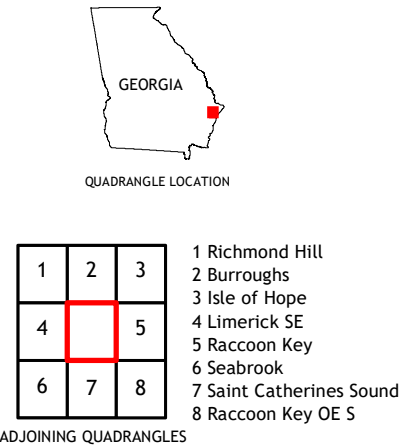 GEORGIA
QUADRANGLE LOCATION
1 2 3
4 5
6 7 8
1 Richmond Hill
2 Burroughs
3 Isle of Hope
4 Limerick SE
5 Raccoon Key
6 Seabrook
7 Saint Catherines Sound
8 Raccoon Key OE S
ADJOINING QUADRANGLES